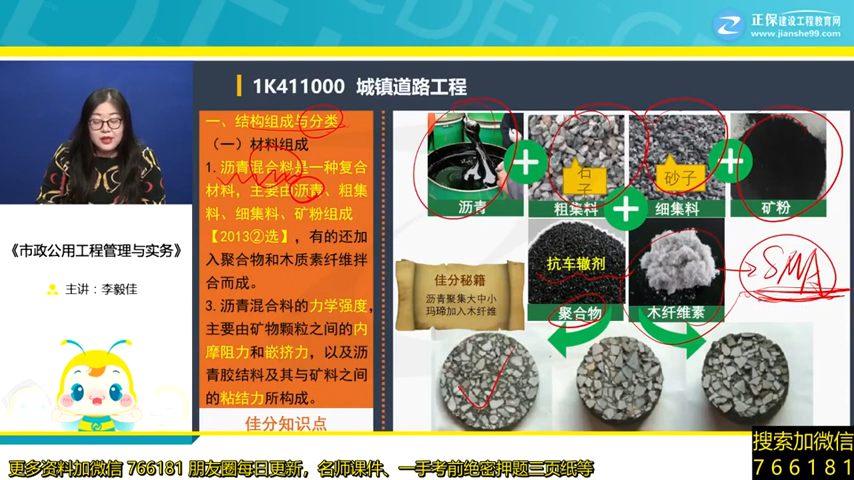 正保建设工程教育网
www.jianshe99.com
1K411000 城镇道路工程
一、结构组成与分类
（一）材料组成
1. 沥青混合料是一种复合
材料，主要由沥青、粗集
料、细集料、矿粉组成
【2013②选】，有的还加
入聚合物和木质素纤维拌
合而成。
3. 沥青混合料的力学强度，
主要由矿物颗粒之间的内
摩阻力和嵌挤力，以及沥
青胶结料及其与矿料之间
的粘结力所构成。
佳分知识点
石子
砂子
沥青
粗集料
细集料
矿粉
抗车辙剂
聚合物
木纤维素
SMA
佳分秘籍
沥青聚集大中小
玛蹄加入木纤维
《市政公用工程管理与实务》
主讲：李毅佳
更多资料加微信 766181 朋友圈每日更新，名师课件、一手考前绝密押题三页纸等
搜索加微信
766181